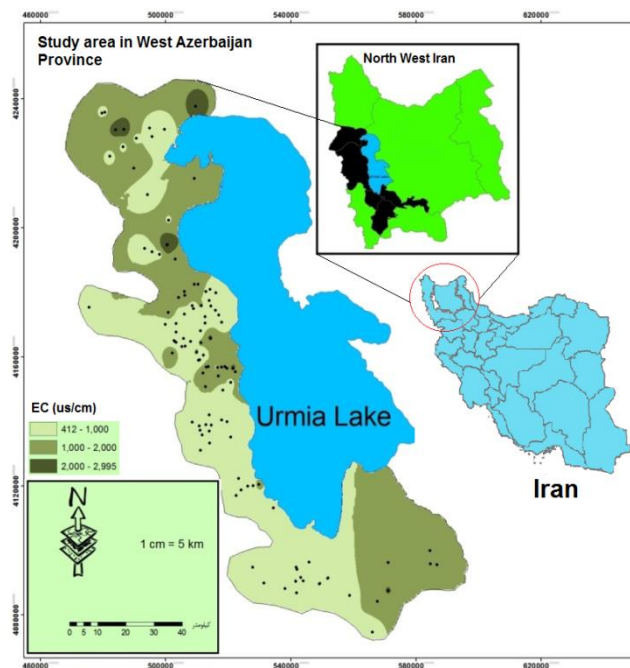 460000 500000 540000 580000 620000
Study area in West Azerbaijan
Province
North West Iran
4240000
4200000
4160000
4120000
4080000
Urmia Lake
Iran
EC (us/cm)
412 - 1,000
1,000 - 2,000
2,000 - 2,995
N
1 cm = 5 km
0 5 10 20 30 40
کیلومتر
460000 500000 540000 580000 620000